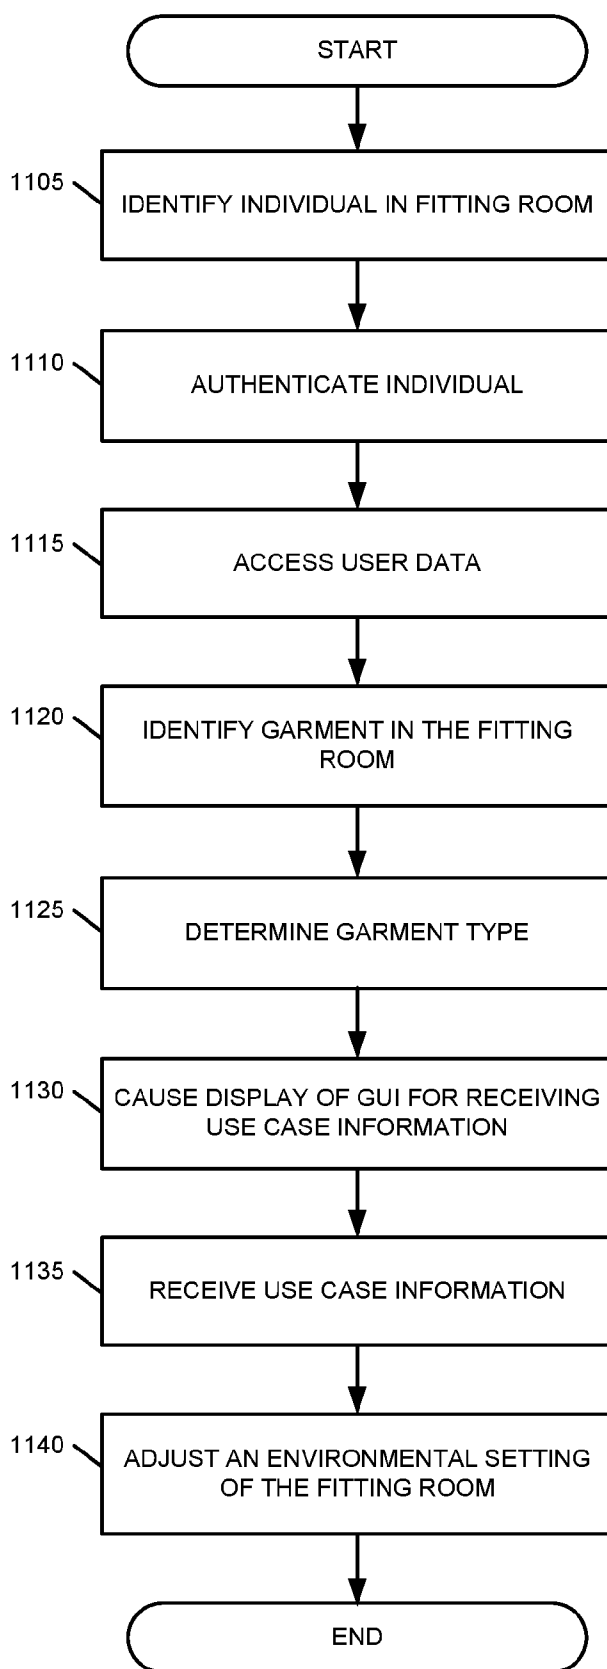 START
1105
IDENTIFY INDIVIDUAL IN FITTING ROOM
1110
AUTHENTICATE INDIVIDUAL
1115
ACCESS USER DATA
1120
IDENTIFY GARMENT IN THE FITTING
ROOM
1125
DETERMINE GARMENT TYPE
1130
CAUSE DISPLAY OF GUI FOR RECEIVING
USE CASE INFORMATION
1135
RECEIVE USE CASE INFORMATION
1140
ADJUST AN ENVIRONMENTAL SETTING
OF THE FITTING ROOM
END